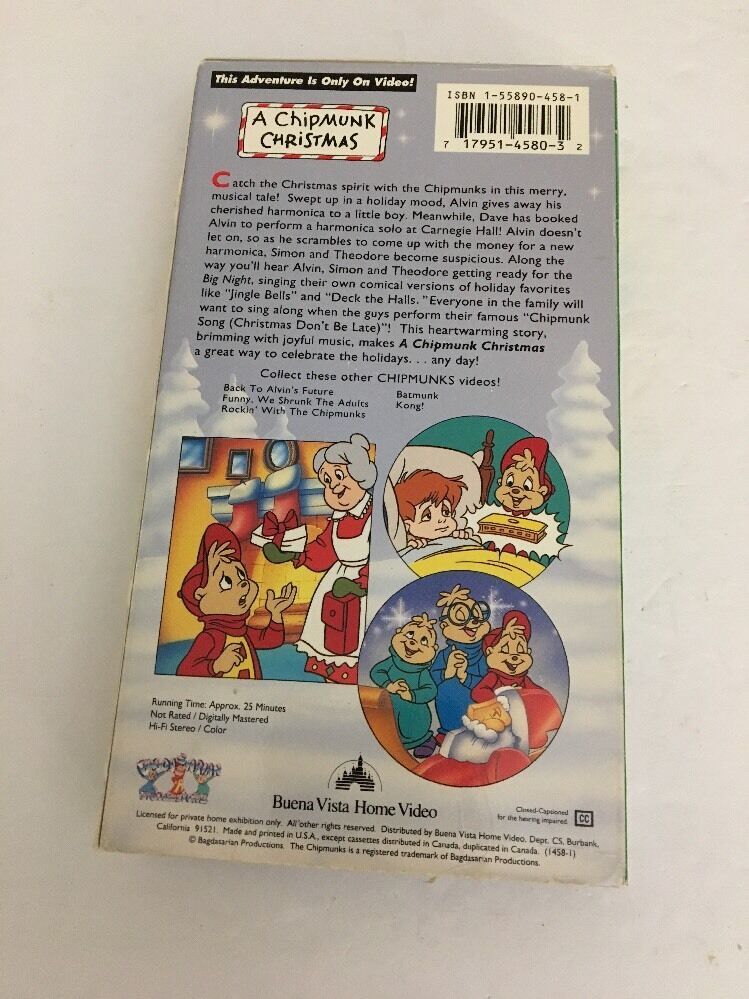 This Adventure Is Only On Video!
ISBN 1-55890-458-1
A CHIPMUNK
CHRISTMAS
7 17951-4580-3 2
Catch the Christmas spirit with the Chipmunks in this merry,
musical tale! Swept up in a holiday mood, Alvin gives away his
cherished harmonica to a little boy. Meanwhile, Dave has booked
Alvin to perform a harmonica solo at Carnegie Hall! Alvin doesn't
let on, so as he scrambles to come up with the money for a new
harmonica, Simon and Theodore become suspicious. Along the
way you'll hear Alvin, Simon and Theodore getting ready for the
Big Night, singing their own comical versions of holiday favorites
like "Jingle Bells" and "Deck the Halls." Everyone in the family will
want to sing along when the guys perform their famous "Chipmunk
Song (Christmas Don't Be Late)"! This heartwarming story,
brimming with joyful music, makes A Chipmunk Christmas
a great way to celebrate the holidays. . . any day!
Collect these other CHIPMUNKS videos!
Back To Alvin's Future
Funny, We Shrunk The Adults
Rockin' With The Chipmunks
Batmunk
Kong!
Running Time: Approx. 25 Minutes
Not Rated / Digitally Mastered
Hi-Fi Stereo / Color
Buena Vista Home Video
Closed-Captioned
for the hearing impaired.
CC
Licensed for private home exhibition only. All other rights reserved. Distributed by Buena Vista Home Video, Dept. CS, Burbank,
California 91521. Made and printed in U.S.A., except cassettes distributed in Canada, duplicated in Canada. (1458-1)
© Bagdasarian Productions. The Chipmunks is a registered trademark of Bagdasarian Productions.